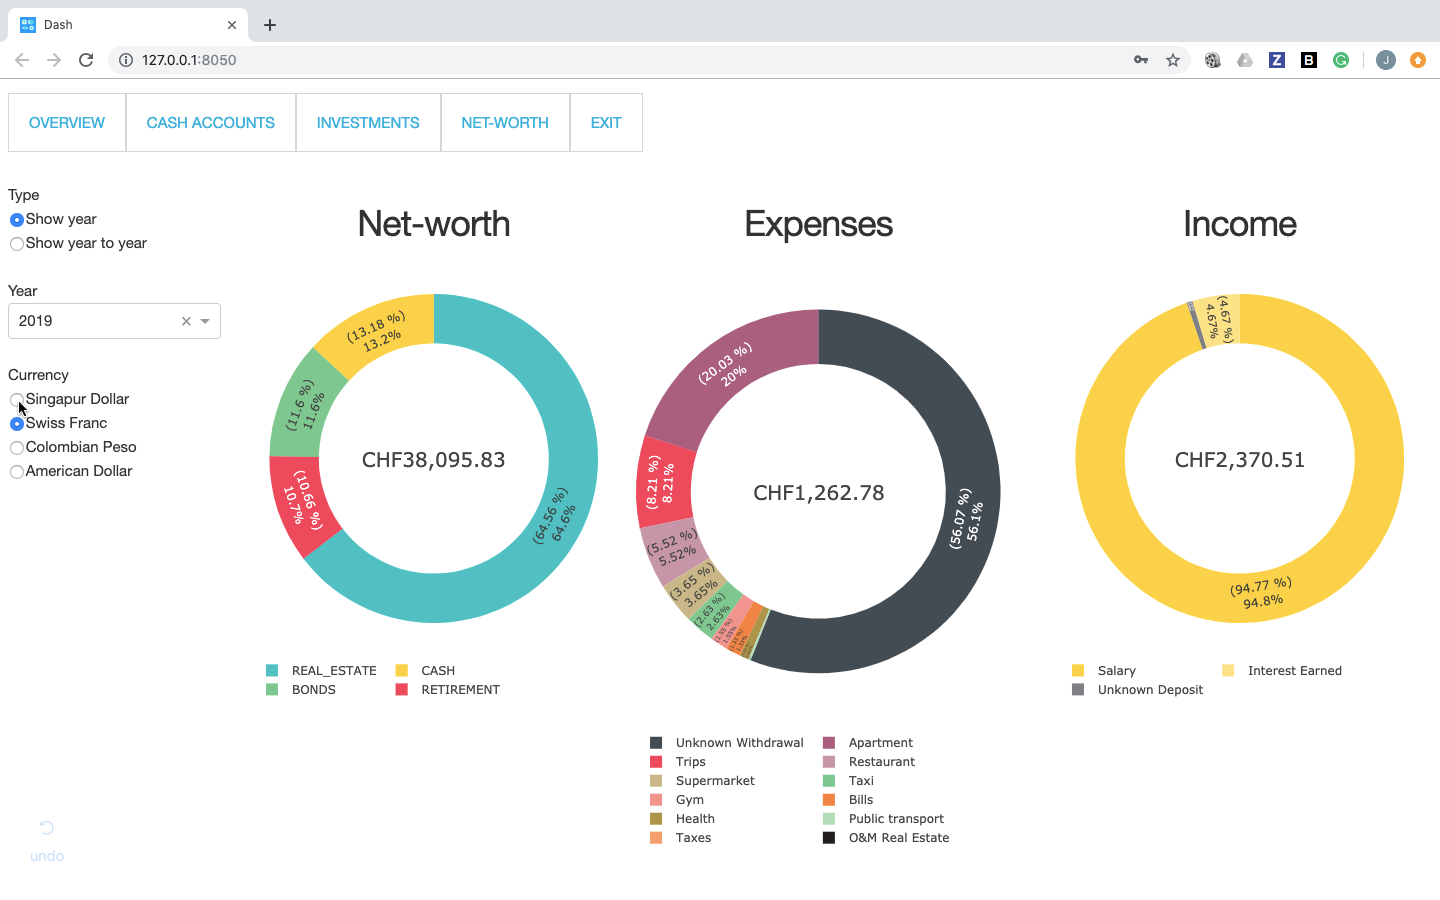 Dash
127.0.0.1:8050
Z
B
G
J
OVERVIEW
CASH ACCOUNTS
INVESTMENTS
NET-WORTH
EXIT
Type
Show year
Show year to year
Year
2019
Currency
Singapur Dollar
Swiss Franc
Colombian Peso
American Dollar
undo
Net-worth
(13.18 %)
13.2%
(11.6 %)
11.6%
(10.66 %)
10.7%
(64.56 %)
64.6%
CHF38,095.83
REAL_ESTATE
CASH
BONDS
RETIREMENT
Expenses
(20.03 %)
20%
(8.21 %)
8.21%
(5.52 %)
5.52%
(3.65 %)
3.65%
(2.63 %)
2.63%
(1.55 %)
1.55%
(56.07 %)
56.1%
CHF1,262.78
Unknown Withdrawal
Apartment
Trips
Restaurant
Supermarket
Taxi
Gym
Bills
Health
Public transport
Taxes
O&M Real Estate
Income
(4.67 %)
4.67%
(94.77 %)
94.8%
CHF2,370.51
Salary
Interest Earned
Unknown Deposit